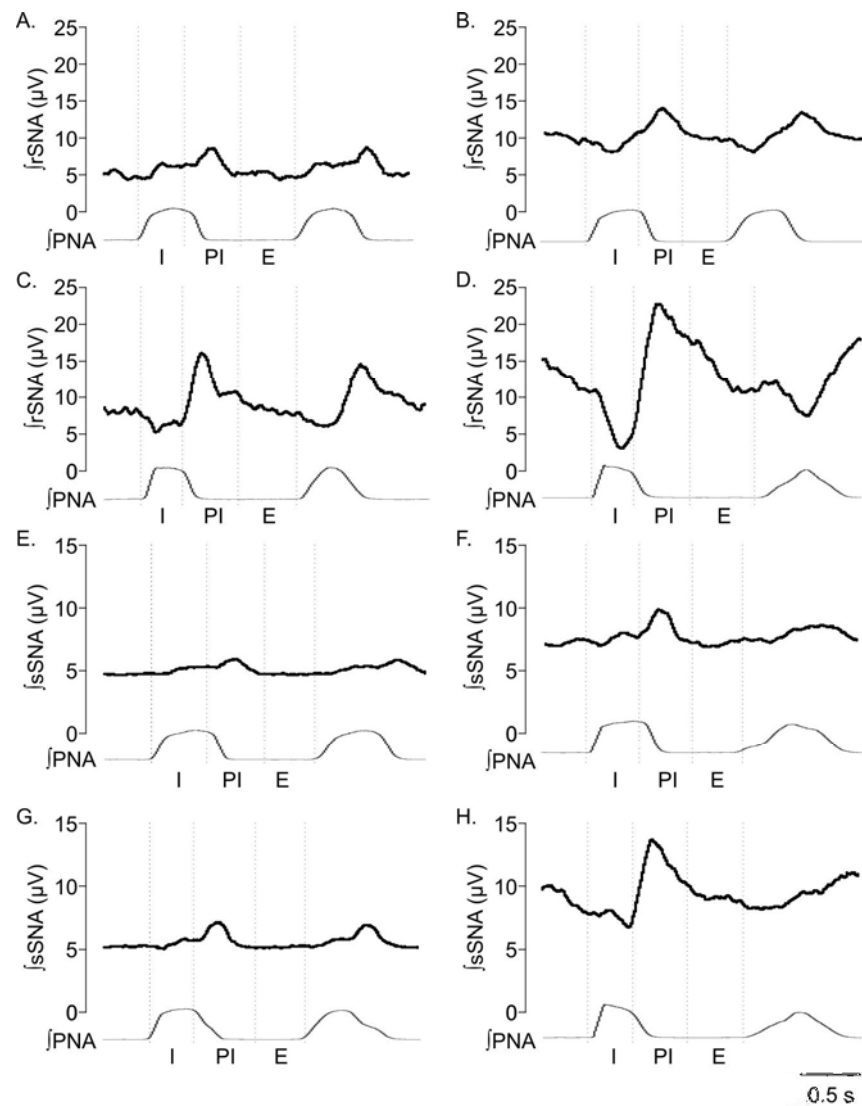 A.
25
20
15
10
5
0
∫rSNA (µV)
∫PNA
I PI E
B.
25
20
15
10
5
0
∫rSNA (µV)
∫PNA
I PI E
C.
25
20
15
10
5
0
∫rSNA (µV)
∫PNA
I PI E
D.
25
20
15
10
5
0
∫rSNA (µV)
∫PNA
I PI E
E.
15
10
5
0
∫sSNA (µV)
∫PNA
I PI E
F.
15
10
5
0
∫sSNA (µV)
∫PNA
I PI E
G.
15
10
5
0
∫sSNA (µV)
∫PNA
I PI E
H.
15
10
5
0
∫sSNA (µV)
∫PNA
I PI E
0.5 s